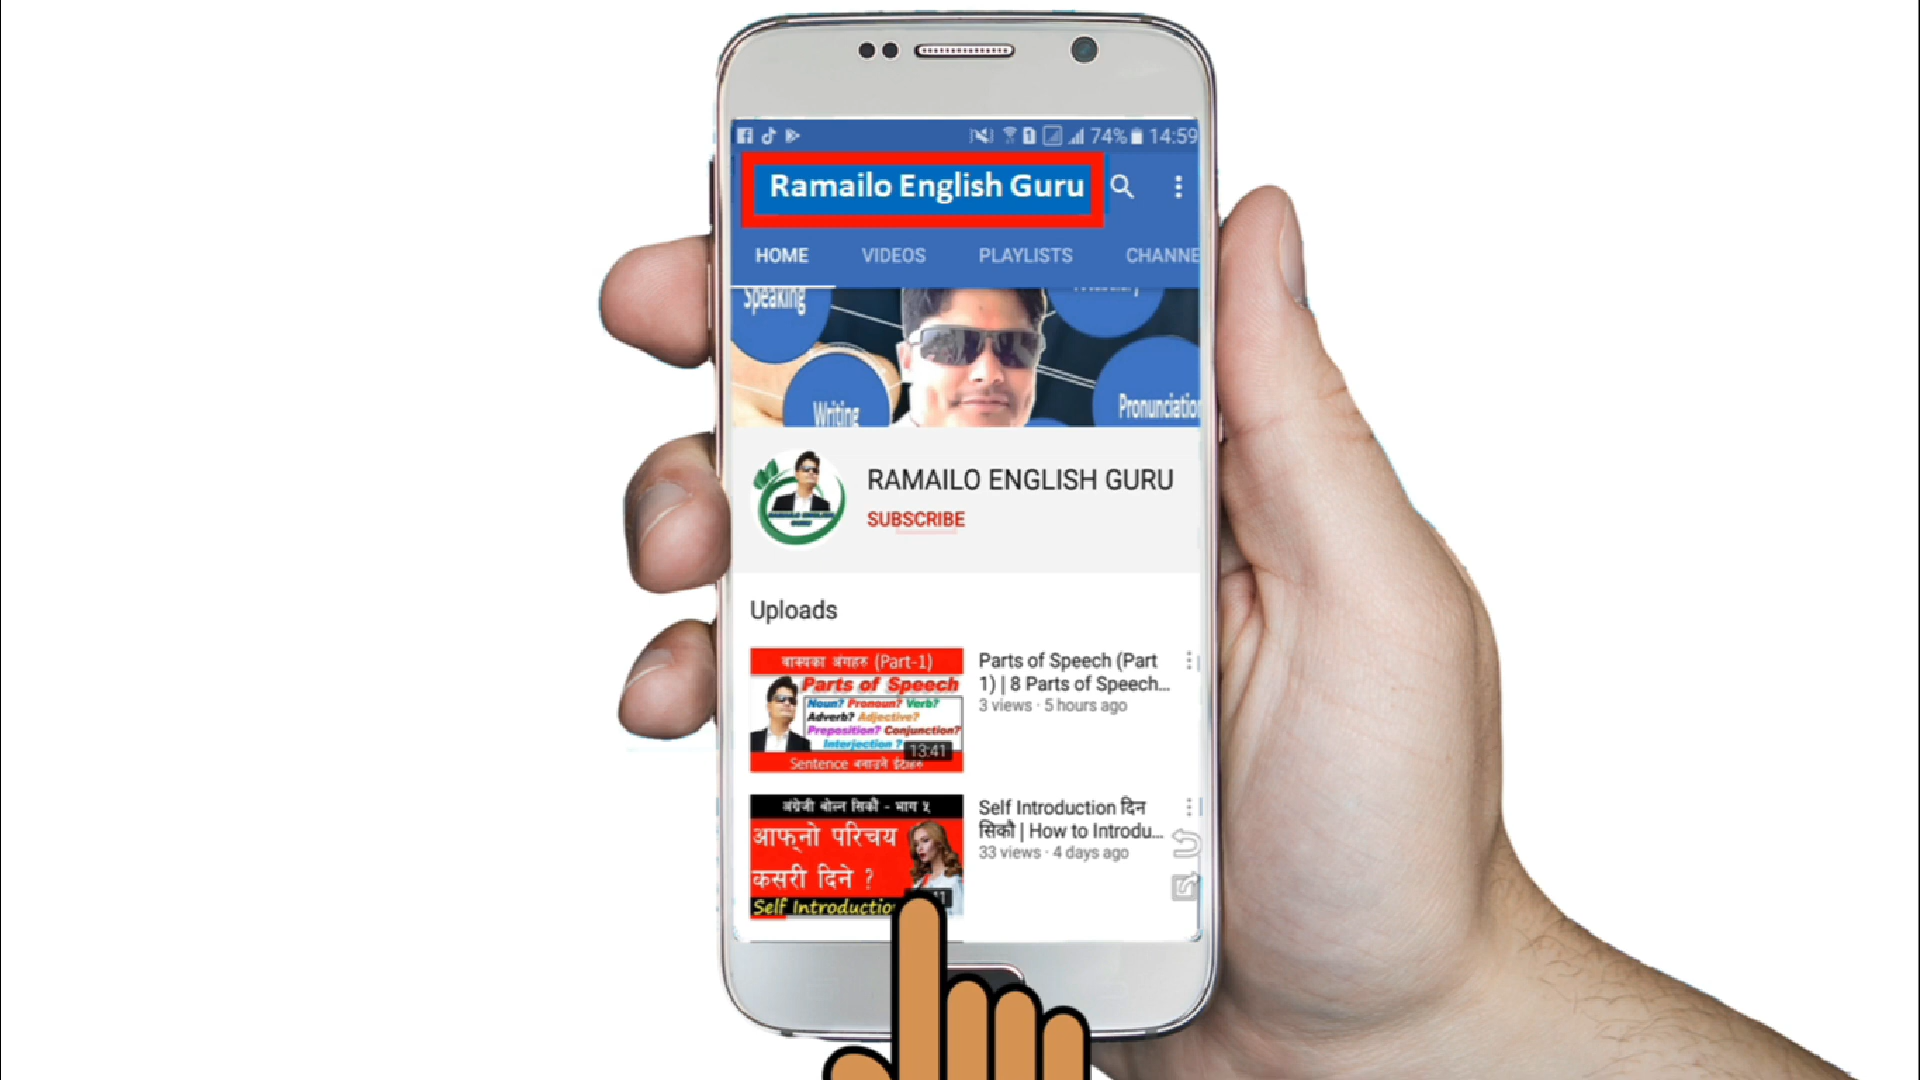 74% 14:59
Ramailo English Guru
HOME VIDEOS PLAYLISTS CHANNE
Speaking
Writing
Pronunciation
RAMAILO ENGLISH GURU
SUBSCRIBE
Uploads
वाक्यका अंगहरु (Part-1)
Parts of Speech
Noun? Pronoun? Verb?
Adverb? Adjective?
Preposition? Conjunction?
Interjection ?
13:41
Sentence बनाउने ईंटाहरु
Parts of Speech (Part
1) | 8 Parts of Speech...
3 views · 5 hours ago
अंग्रेजी बोल्न सिकौं - भाग ५
आफ्नो परिचय
कसरी दिने ?
Self Introduction
Self Introduction दिन
सिकौं | How to Introdu...
33 views · 4 days ago